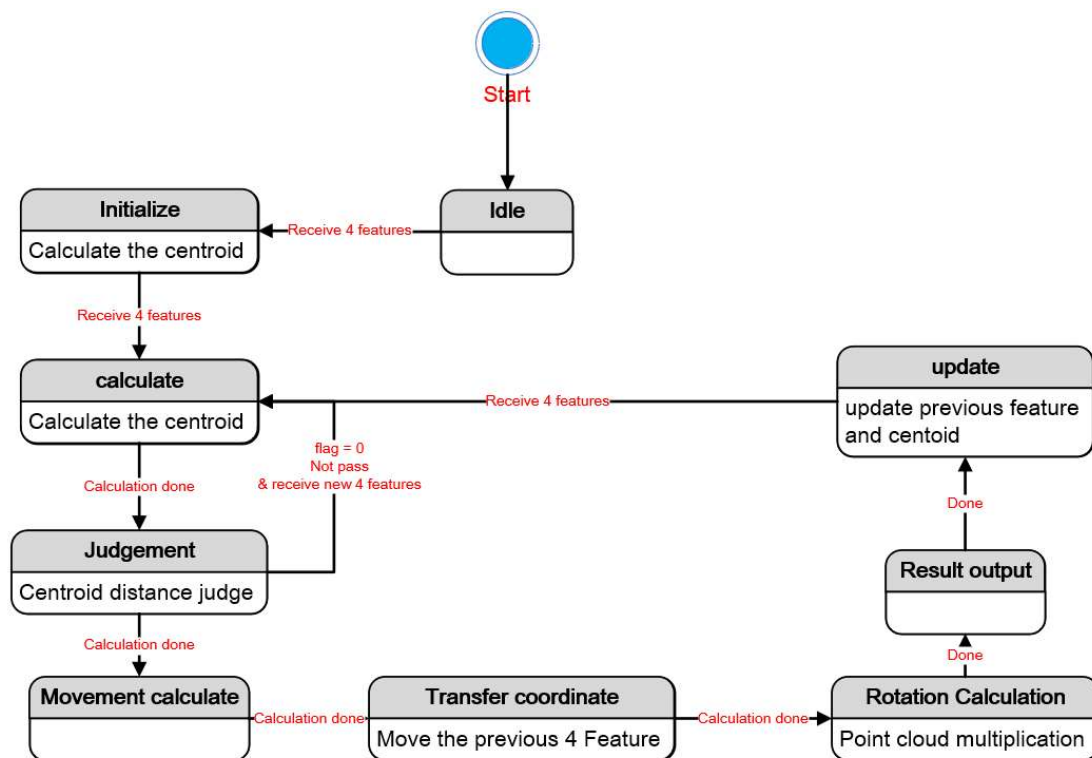 Start
Initialize
Calculate the centroid
Receive 4 features
Idle
Receive 4 features
calculate
Calculate the centroid
Receive 4 features
update
update previous feature
and centoid
flag = 0
Not pass
& receive new 4 features
Calculation done
Done
Judgement
Centroid distance judge
Result output
Calculation done
Done
Movement calculate
Calculation done
Transfer coordinate
Move the previous 4 Feature
Calculation done
Rotation Calculation
Point cloud multiplication